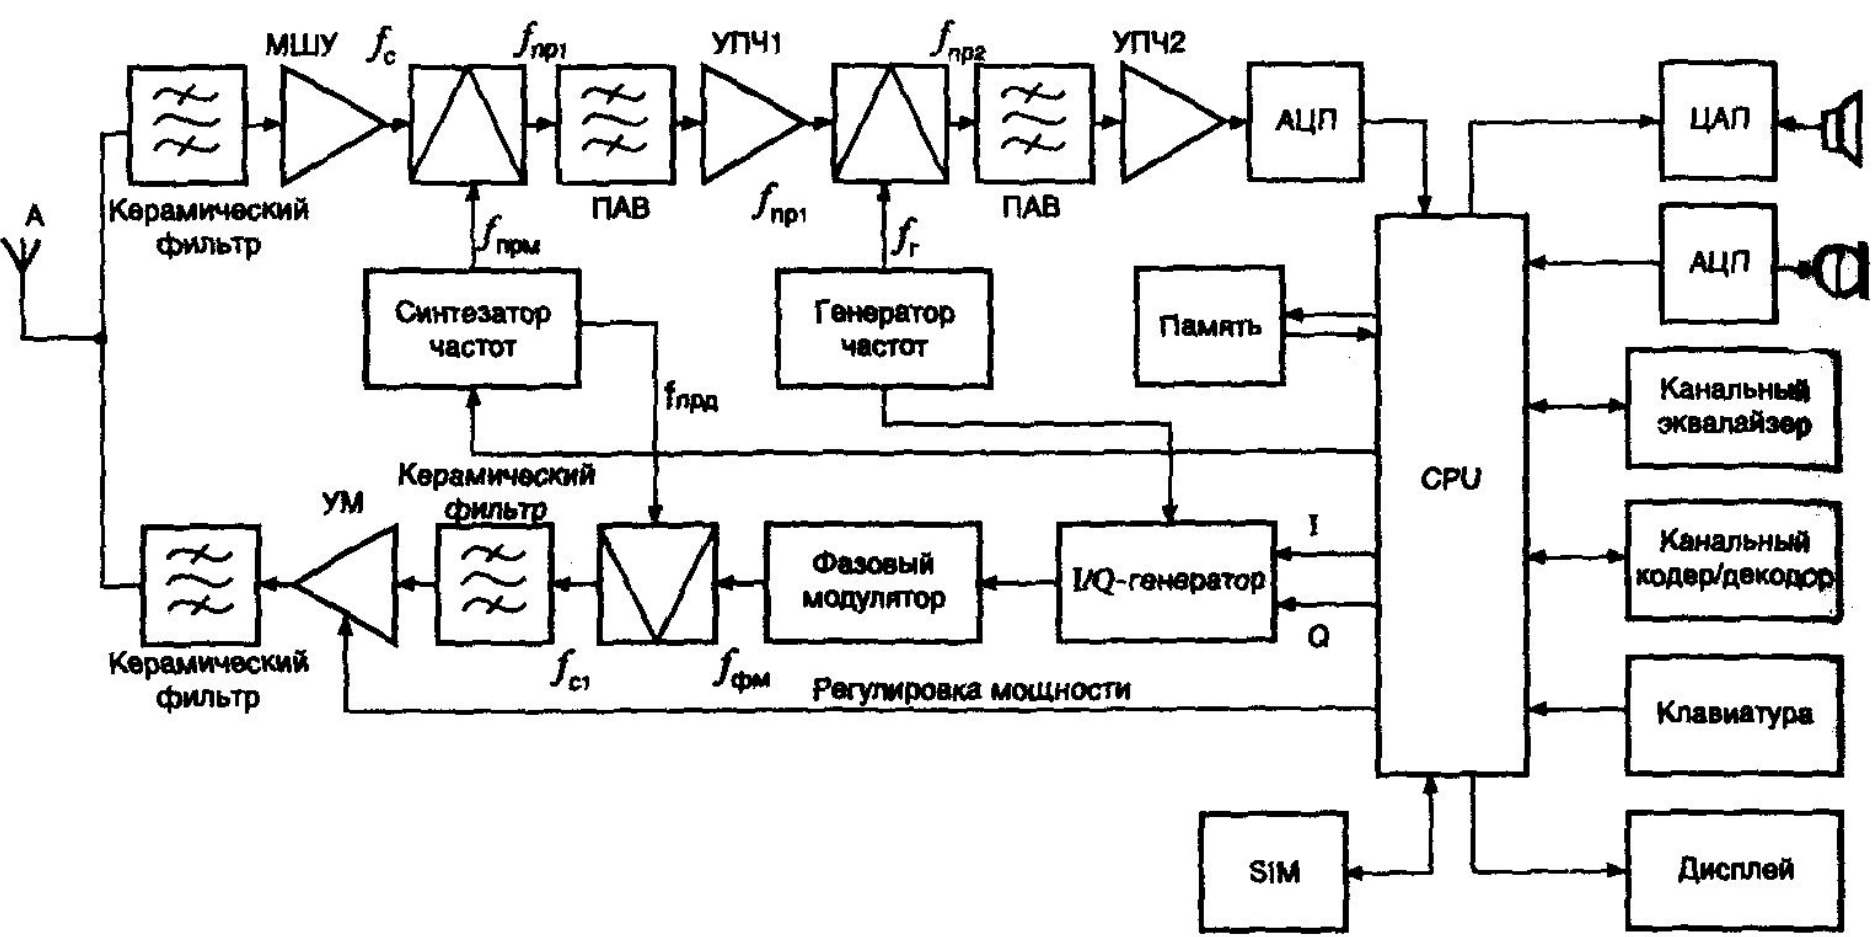 МШУ
f_c
f_пр1
УПЧ1
f_пр2
УПЧ2
АЦП
ЦАП
Керамический
фильтр
ПАВ
f_пр1
ПАВ
А
f_прм
f_г
АЦП
Синтезатор
частот
Генератор
частот
Память
Канальный
эквалайзер
f_прд
CPU
Керамический
фильтр
УМ
Фазовый
модулятор
I/Q-генератор
I
Q
Канальный
кодер/декодор
Керамический
фильтр
f_с1
f_фм
Регулировка мощности
Клавиатура
SIM
Дисплей